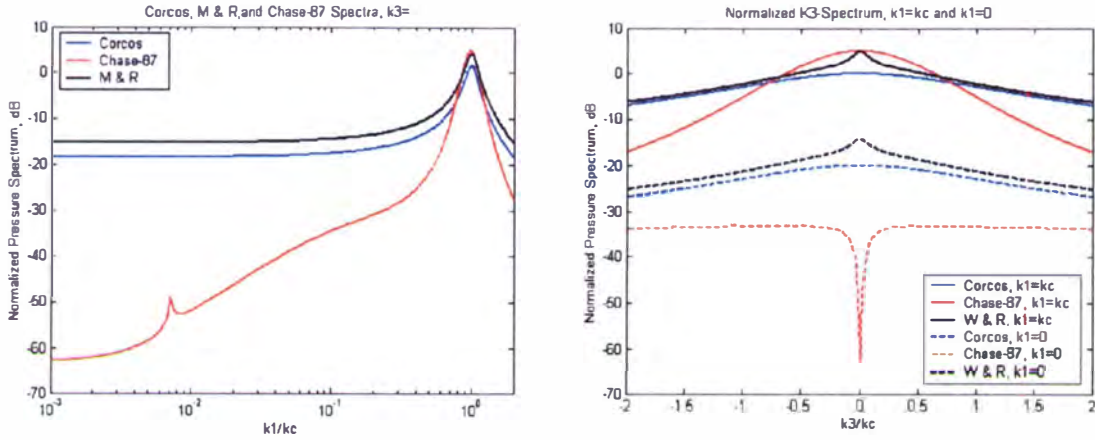 Corcos, M & R,and Chase-87 Spectra, k3=
Corcos
Chase-87
M & R
Normalized Pressure Spectrum, dB
10
0
-10
-20
-30
-40
-50
-60
-70
10-3
10-2
10-1
100
k1/kc
Normalized K3-Spectrum, k1=kc and k1=0
Normalized Pressure Spectrum, dB
10
0
-10
-20
-30
-40
-50
-60
-70
Corcos, k1=kc
Chase-87, k1=kc
W & R, k1=kc
Corcos, k1=0
Chase-87, k1=0
W & R, k1=0
-2
-1.5
-1
-0.5
0
0.5
1
1.5
2
k3/kc